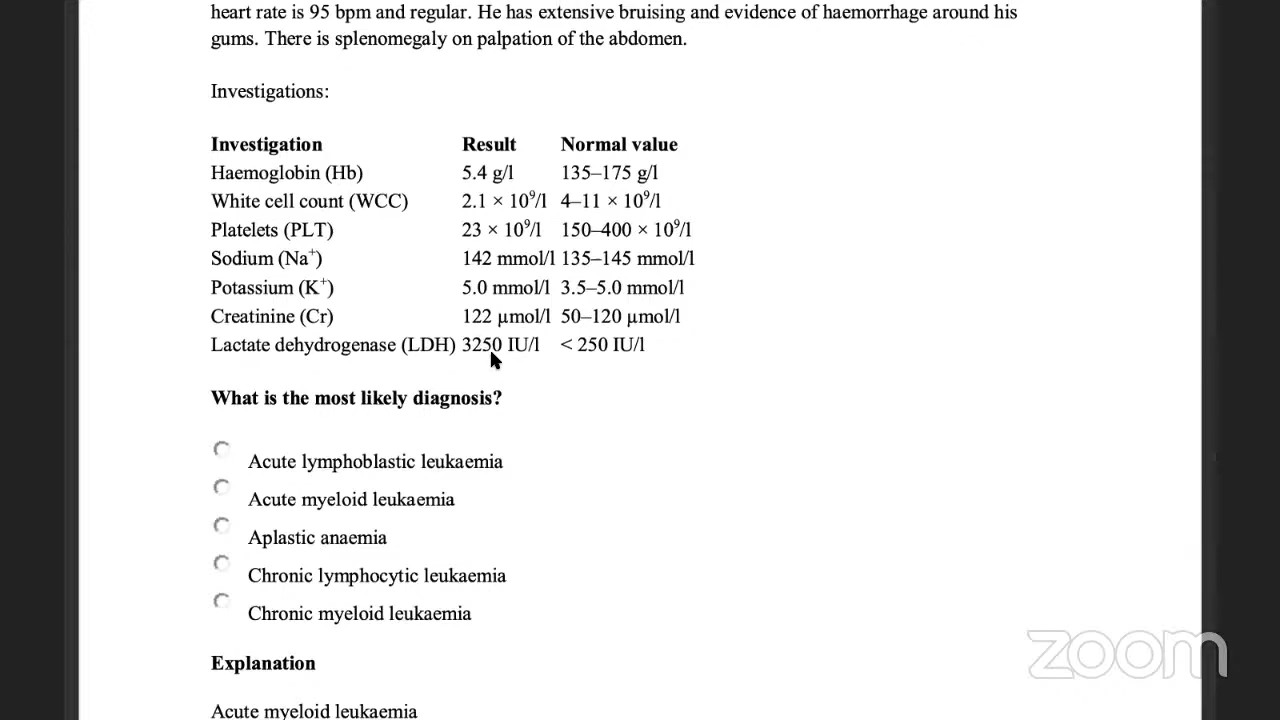 heart rate is 95 bpm and regular. He has extensive bruising and evidence of haemorrhage around his
gums. There is splenomegaly on palpation of the abdomen.
Investigations:
Investigation Result Normal value
Haemoglobin (Hb) 5.4 g/l 135–175 g/l
White cell count (WCC) 2.1 × 10⁹/l 4–11 × 10⁹/l
Platelets (PLT) 23 × 10⁹/l 150–400 × 10⁹/l
Sodium (Na⁺) 142 mmol/l 135–145 mmol/l
Potassium (K⁺) 5.0 mmol/l 3.5–5.0 mmol/l
Creatinine (Cr) 122 µmol/l 50–120 µmol/l
Lactate dehydrogenase (LDH) 3250 IU/l < 250 IU/l
What is the most likely diagnosis?
Acute lymphoblastic leukaemia
Acute myeloid leukaemia
Aplastic anaemia
Chronic lymphocytic leukaemia
Chronic myeloid leukaemia
Explanation
Acute myeloid leukaemia
zoom